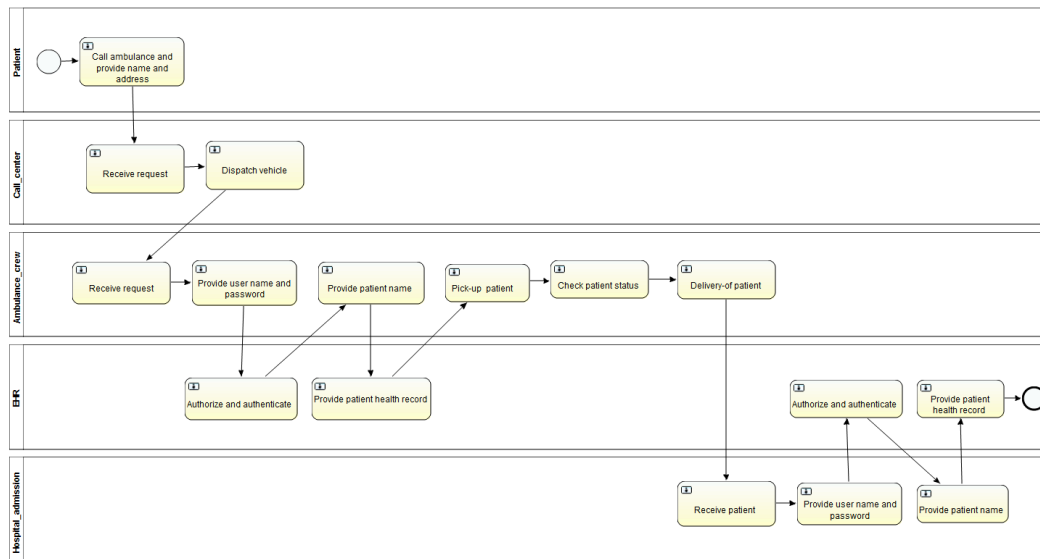 Patient
Call ambulance and
provide name and
address
Call_center
Receive request
Dispatch vehicle
Ambulance_crew
Receive request
Provide user name and
password
Provide patient name
Pick-up patient
Check patient status
Delivery-of patient
EHR
Authorize and authenticate
Provide patient health record
Authorize and authenticate
Provide patient
health record
Hospital_admission
Receive patient
Provide user name and
password
Provide patient name